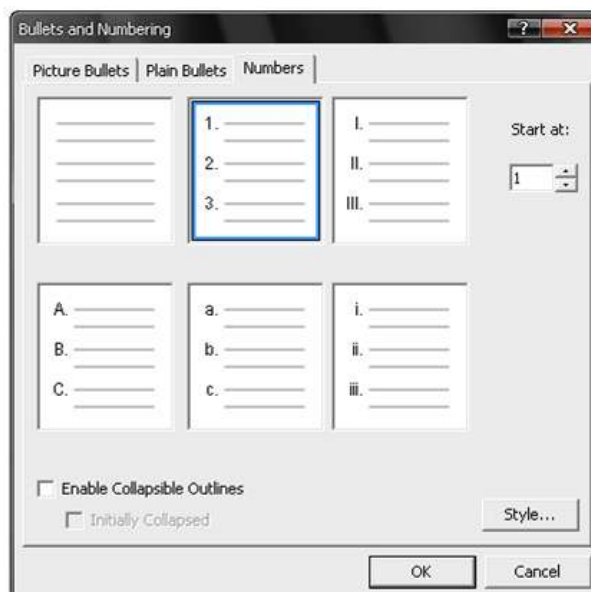 Bullets and Numbering
?
X
Picture Bullets Plain Bullets Numbers
1.
2.
3.
I.
II.
III.
Start at:
1
A.
B.
C.
a.
b.
c.
i.
ii.
iii.
Enable Collapsible Outlines
Initially Collapsed
Style...
OK Cancel